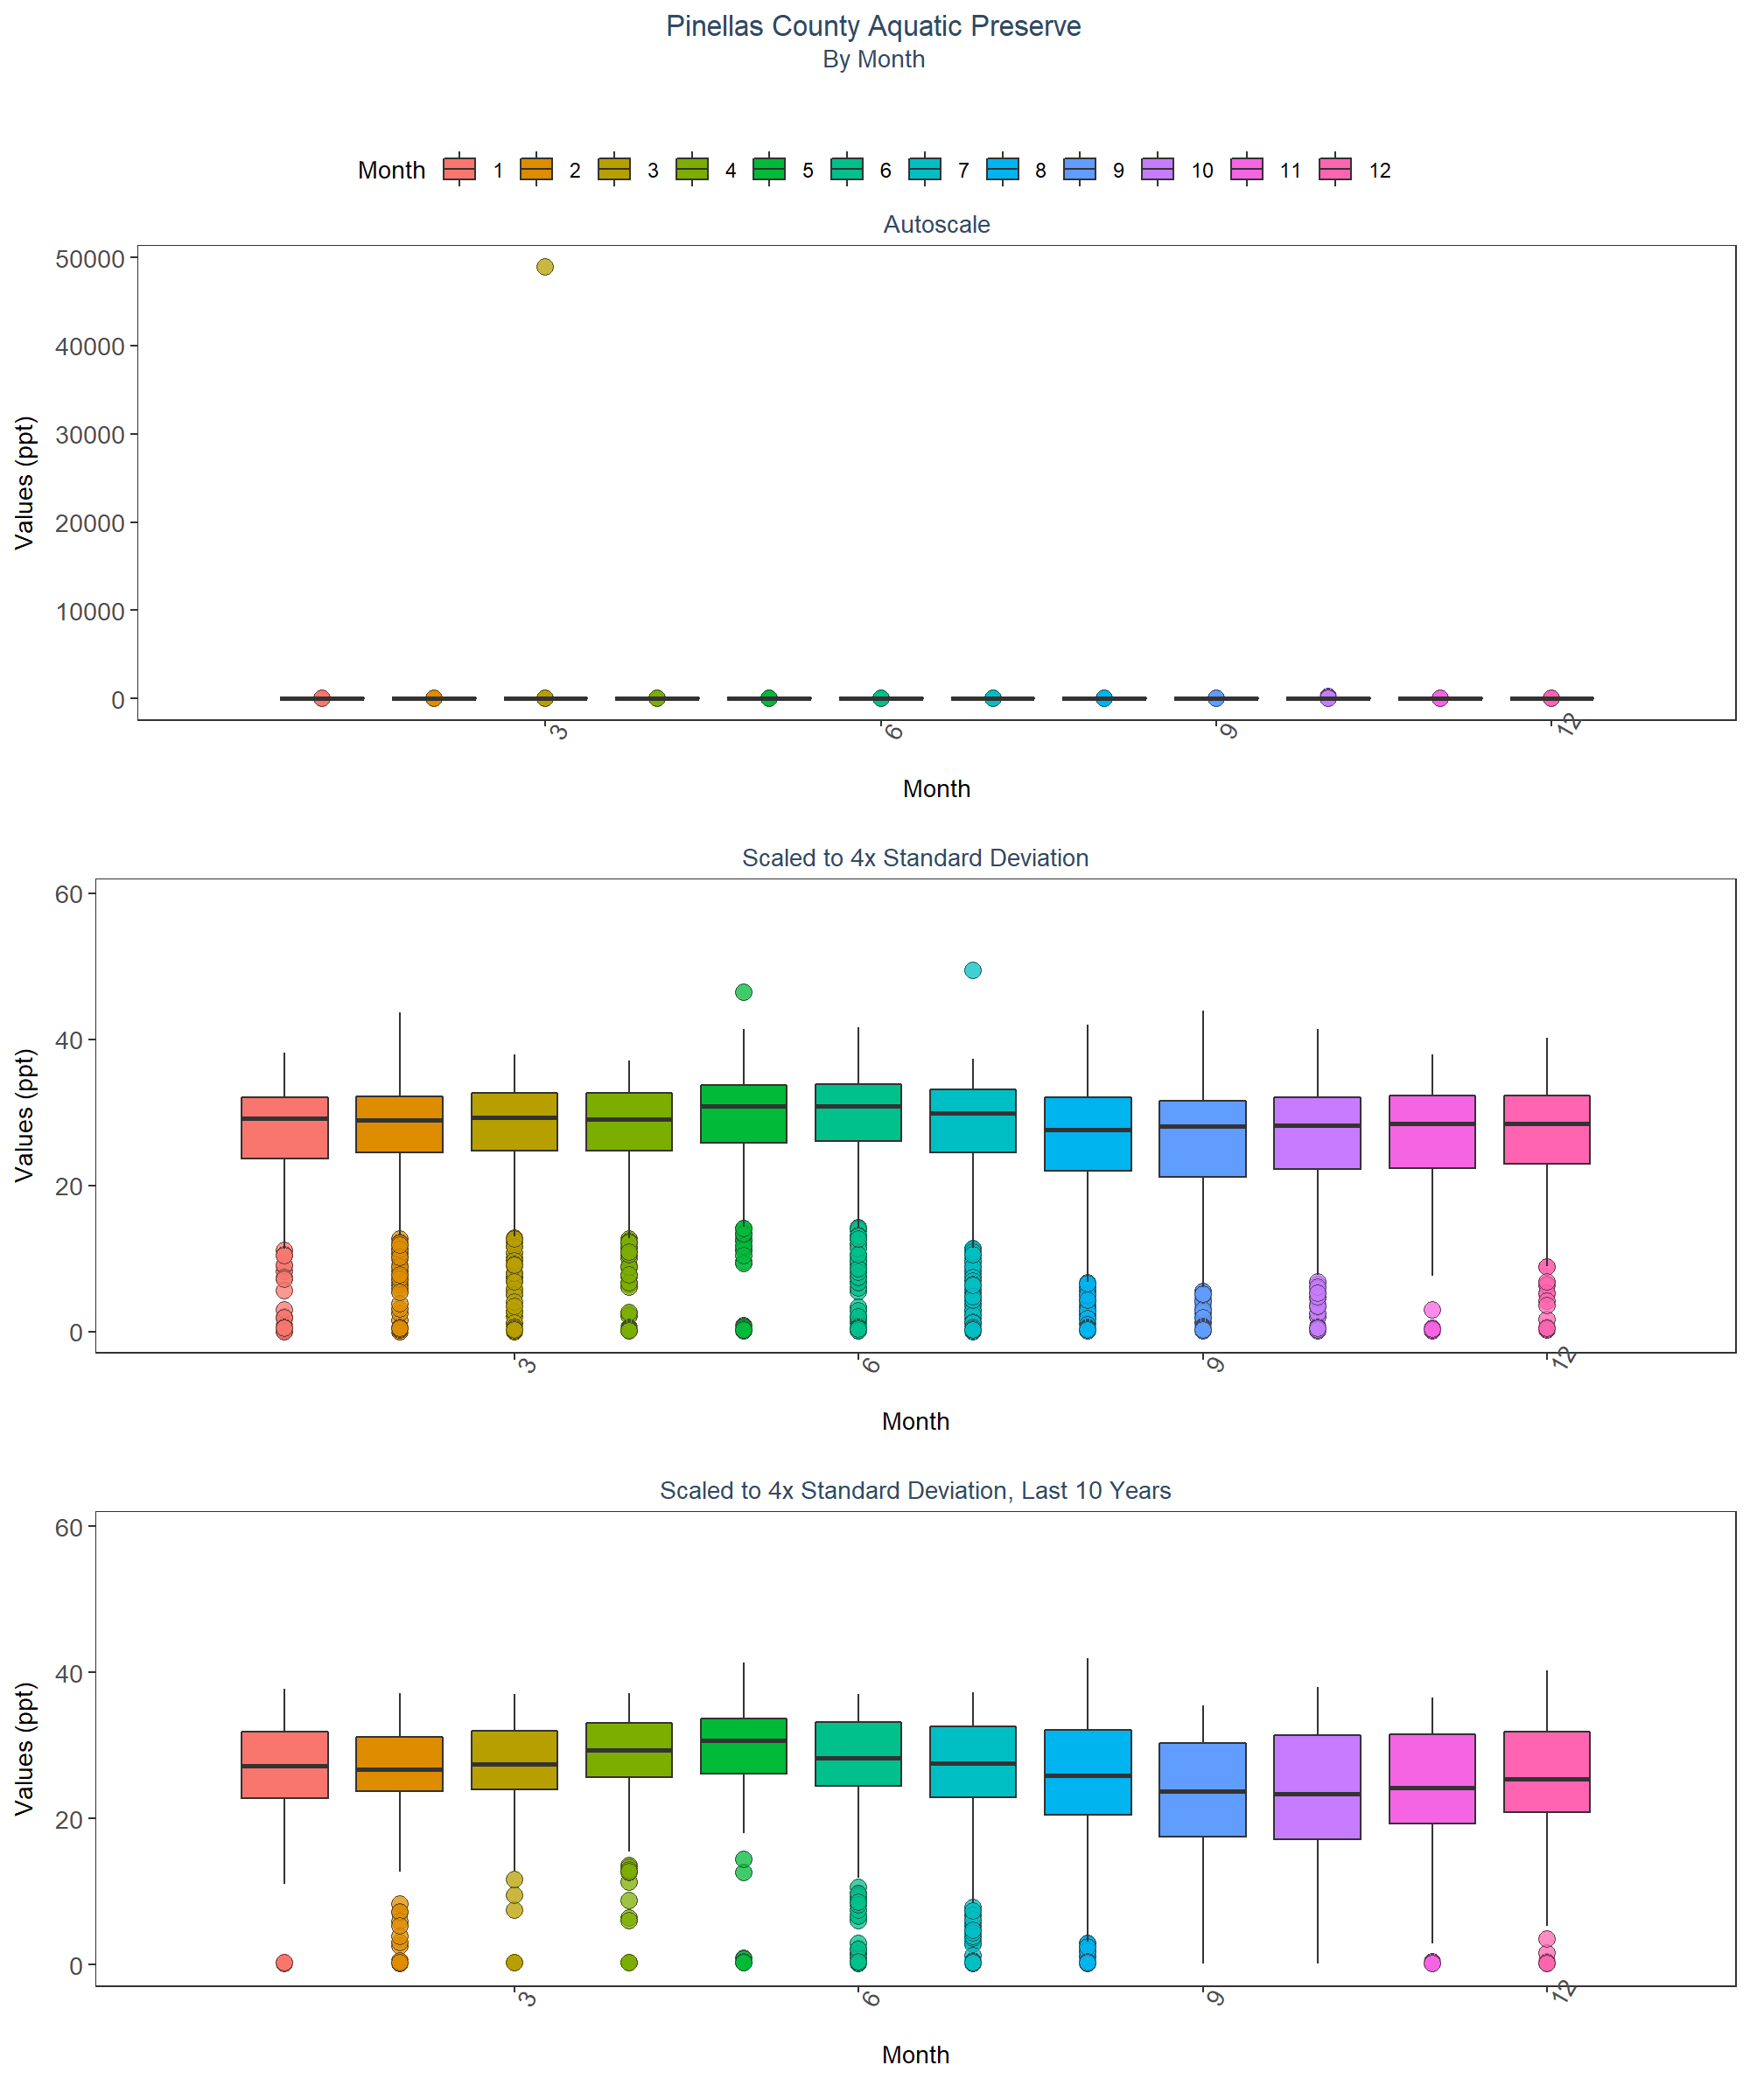 Pinellas County Aquatic Preserve
By Month
Month 1 2 3 4 5 6 7 8 9 10 11 12
Autoscale
50000
40000
30000
20000
10000
0
Values (ppt)
3 6 9 12
Month
Scaled to 4x Standard Deviation
60
40
20
0
Values (ppt)
3 6 9 12
Month
Scaled to 4x Standard Deviation, Last 10 Years
60
40
20
0
Values (ppt)
3 6 9 12
Month